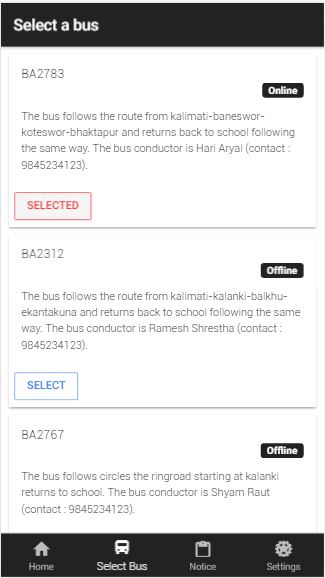 Select a bus
BA2783
Online
The bus follows the route from kalimati-baneswor-
koteswor-bhaktapur and returns back to school following
the same way. The bus conductor is Hari Aryal (contact :
9845234123).
SELECTED
BA2312
Offline
The bus follows the route from kalimati-kalanki-balkhu-
ekantakuna and returns back to school following the same
way. The bus conductor is Ramesh Shrestha (contact :
9845234123).
SELECT
BA2767
Offline
The bus follows circles the ringroad starting at kalanki
returns to school. The bus conductor is Shyam Raut
(contact : 9845234123).
Home
Select Bus
Notice
Settings